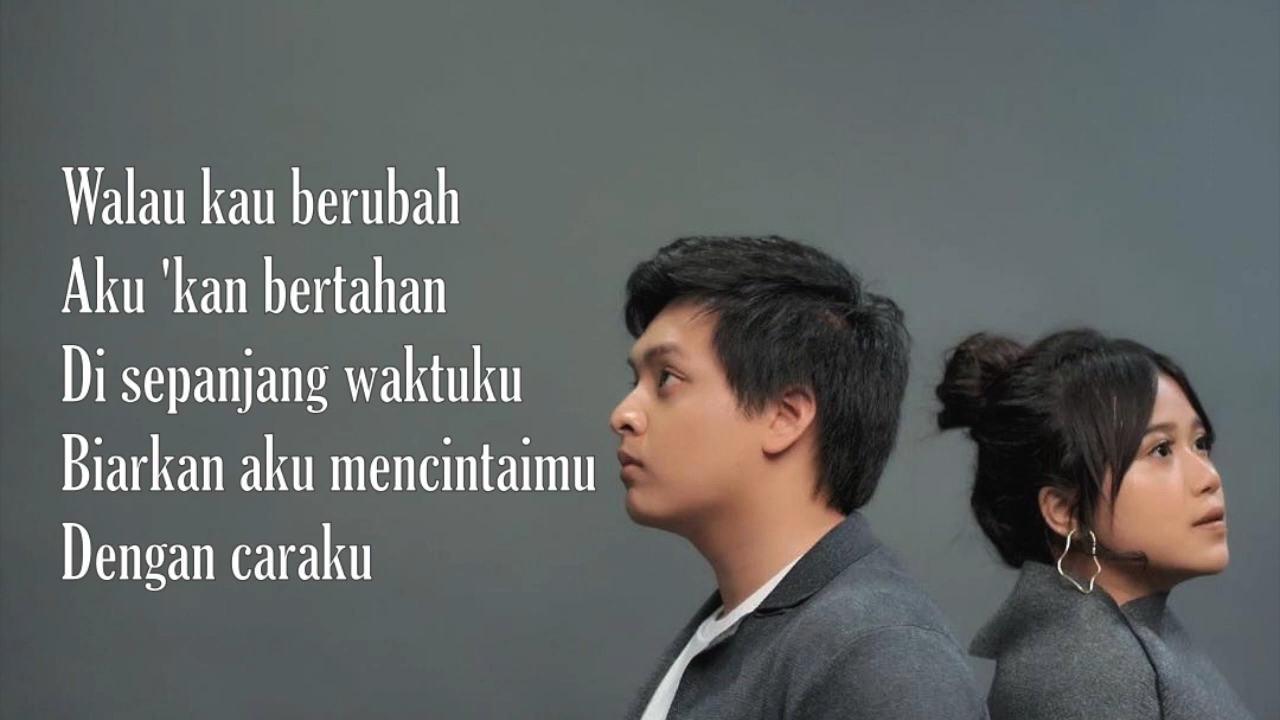 Walau kau berubah
Aku 'kan bertahan
Di sepanjang waktuku
Biarkan aku mencintaimu
Dengan caraku